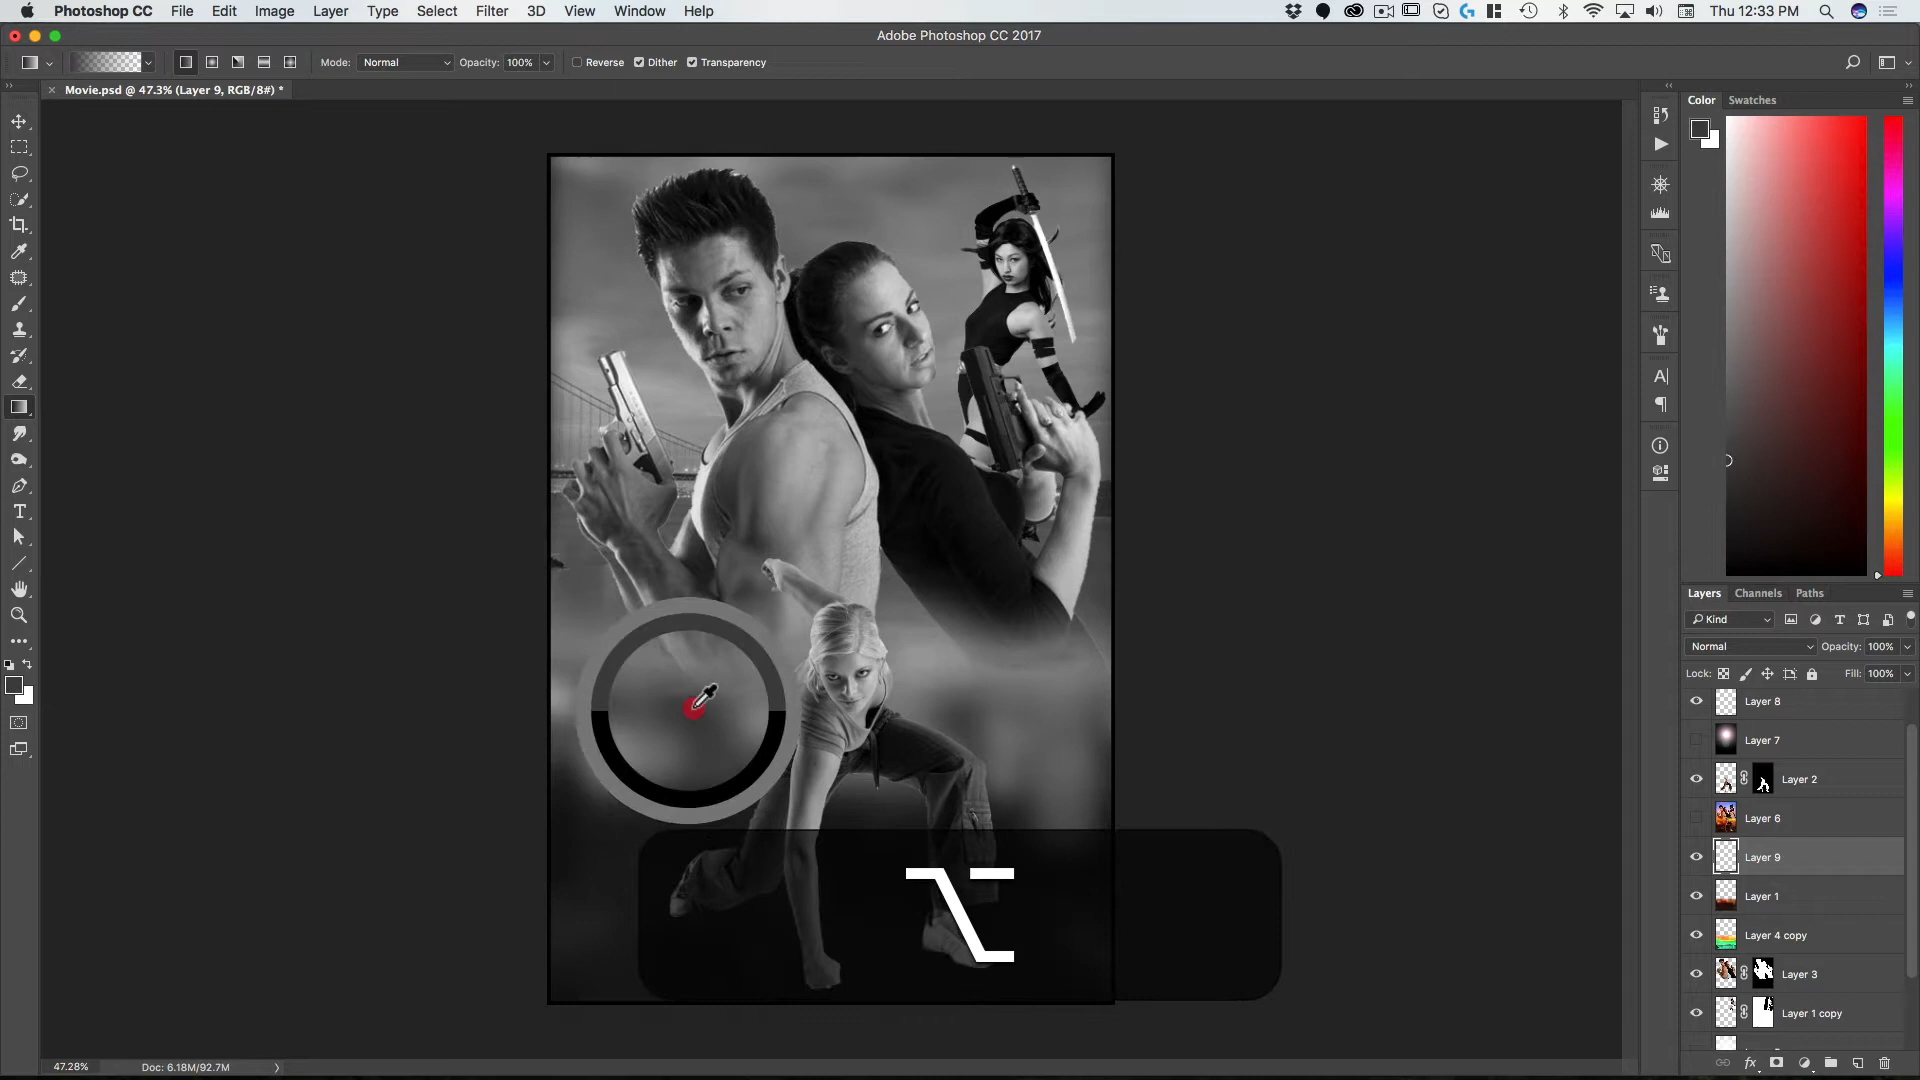 Photoshop CC File Edit Image Layer Type Select Filter 3D View Window Help Thu 12:33 PM
Adobe Photoshop CC 2017
Mode: Normal Opacity: 100% Reverse Dither Transparency
Movie.psd @ 47.3% (Layer 9, RGB/8#) *
Color Swatches
Layers Channels Paths
Kind
Normal Opacity: 100%
Lock: Fill: 100%
Layer 8
Layer 7
Layer 2
Layer 6
Layer 9
Layer 1
Layer 4 copy
Layer 3
Layer 1 copy
47.28% Doc: 6.18M/92.7M